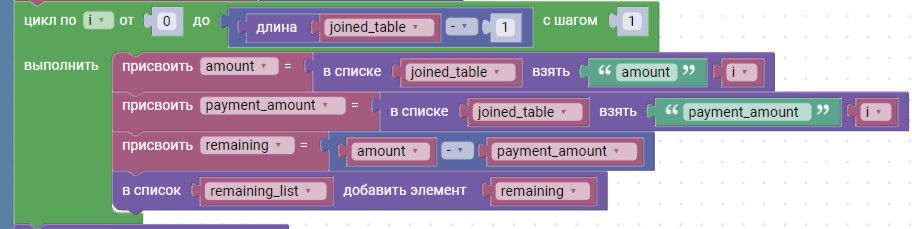 цикл по i от 0 до длина joined_table - 1 с шагом 1
выполнить присвоить amount = в списке joined_table взять “ amount ” i
присвоить payment_amount = в списке joined_table взять “ payment_amount ” i
присвоить remaining = amount - payment_amount
в список remaining_list добавить элемент remaining